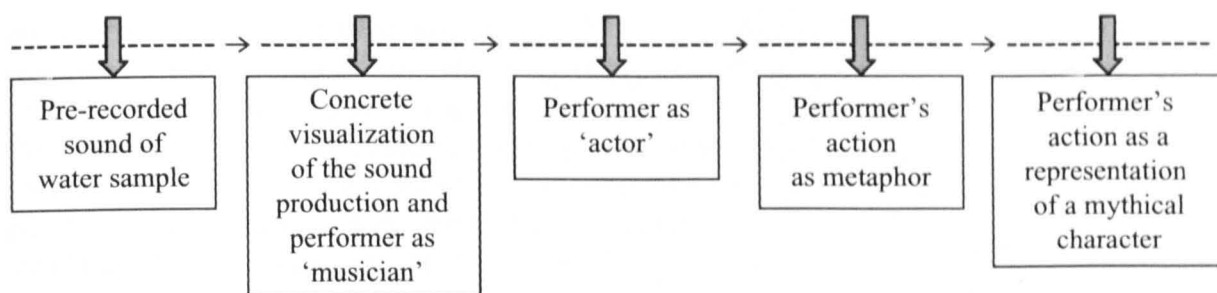 Pre-recorded
sound of
water sample
Concrete
visualization
of the sound
production and
performer as
‘musician’
Performer as
‘actor’
Performer’s
action
as metaphor
Performer’s
action as a
representation
of a mythical
character